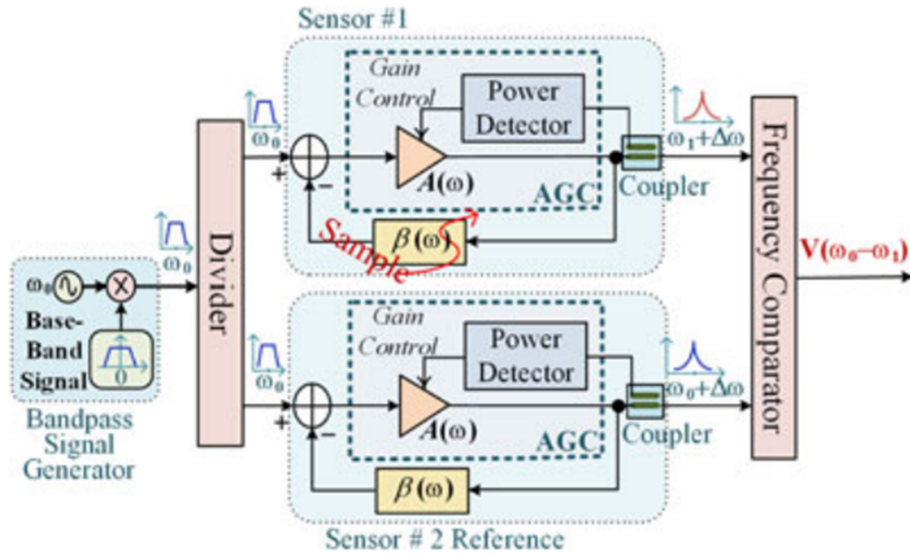 Sensor #1
Gain
Control
Power
Detector
A(ω)
AGC
Coupler
ω₁+Δω
β(ω)
Sample
ω₀
+
−
Divider
ω₀
ω₀
Base-
Band
Signal
0
Bandpass
Signal
Generator
ω₀
+
−
Gain
Control
Power
Detector
A(ω)
AGC
Coupler
ω₀+Δω
β(ω)
Sensor # 2 Reference
Frequency Comparator
V(ω₀−ω₁)